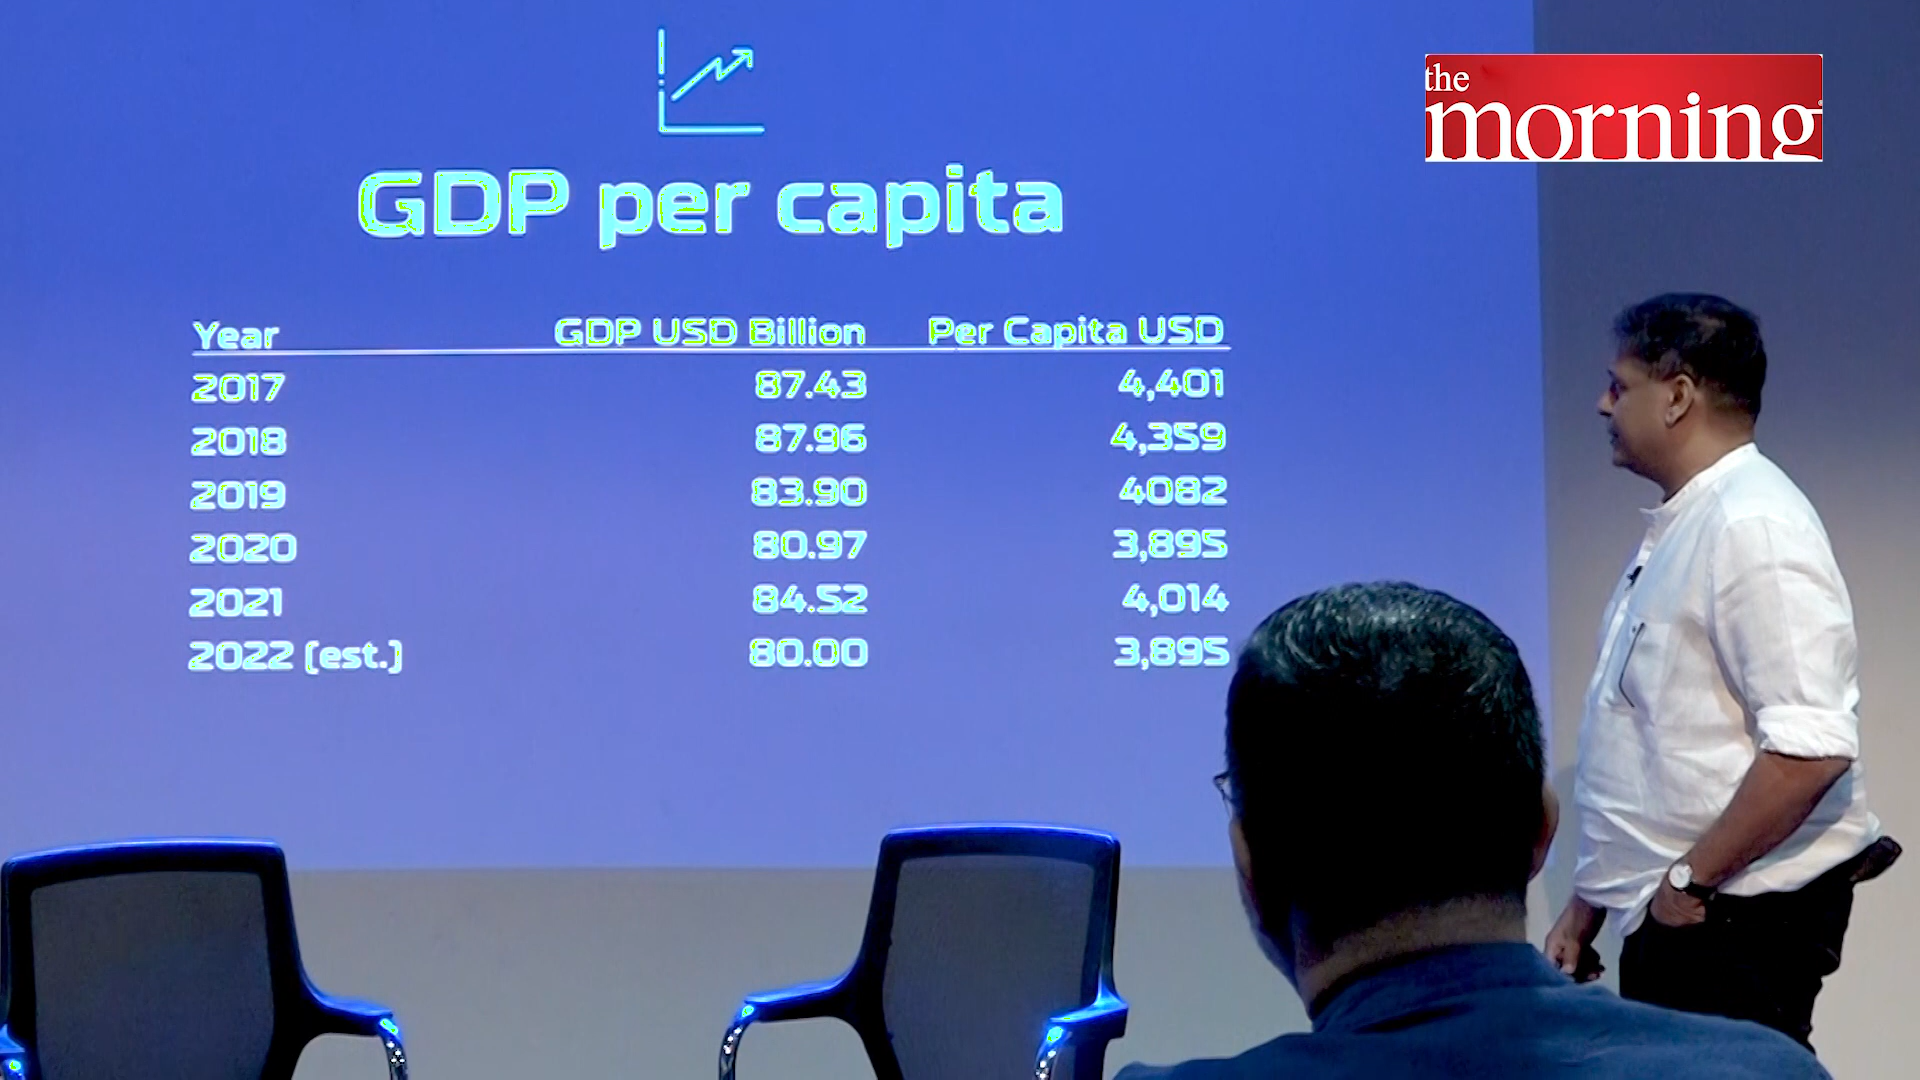 the
morning
GDP per capita
Year GDP USD Billion Per Capita USD
2017 87.43 4,401
2018 87.96 4,359
2019 83.90 4082
2020 80.97 3,895
2021 84.52 4,014
2022 (est.) 80.00 3,895